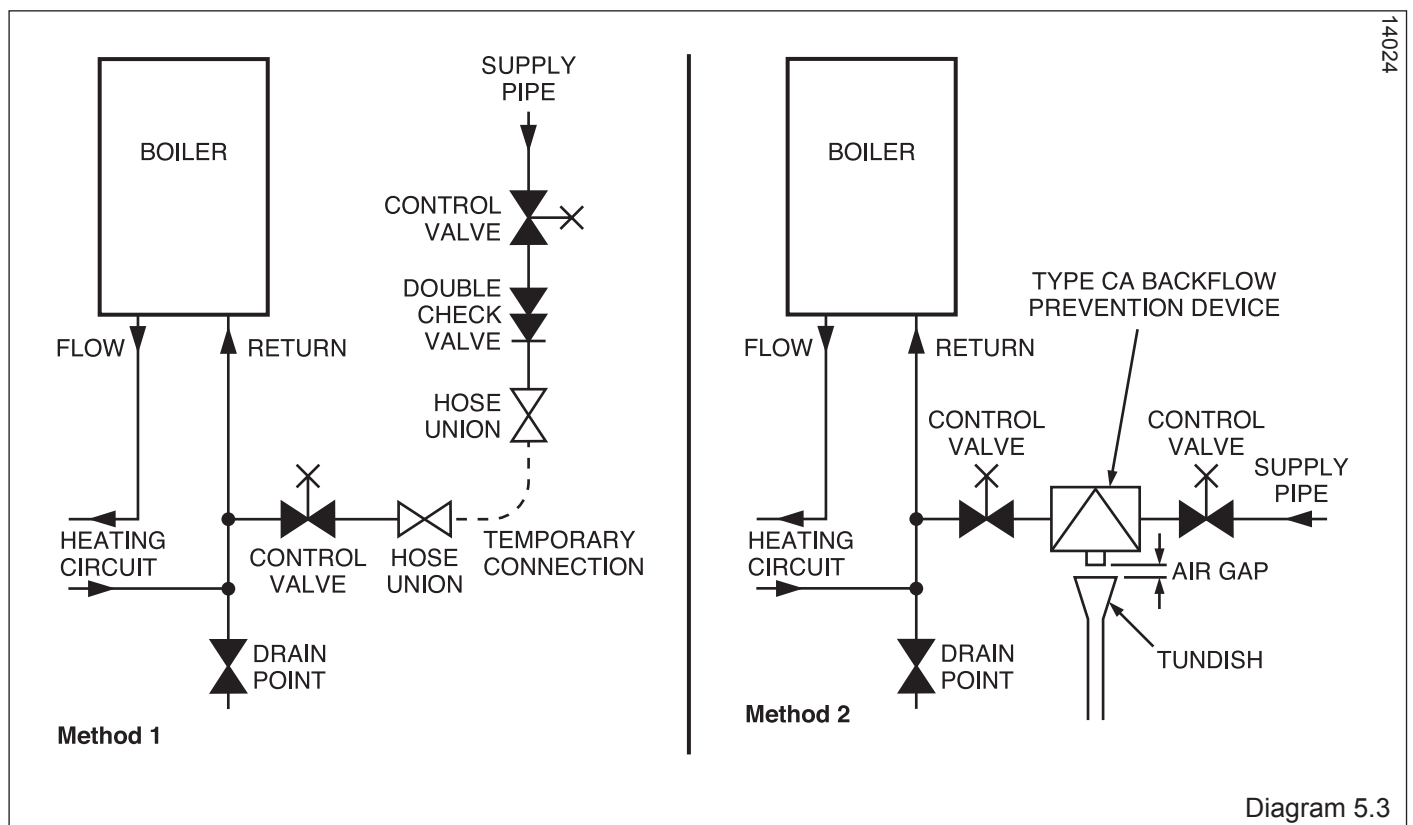 14024
BOILER
SUPPLY
PIPE
CONTROL
VALVE
DOUBLE
CHECK
VALVE
FLOW
RETURN
HOSE
UNION
HEATING
CIRCUIT
CONTROL
VALVE
HOSE
UNION
TEMPORARY
CONNECTION
DRAIN
POINT
Method 1
BOILER
TYPE CA BACKFLOW
PREVENTION DEVICE
FLOW
RETURN
CONTROL
VALVE
CONTROL
VALVE
SUPPLY
PIPE
HEATING
CIRCUIT
AIR GAP
DRAIN
POINT
TUNDISH
Method 2
Diagram 5.3